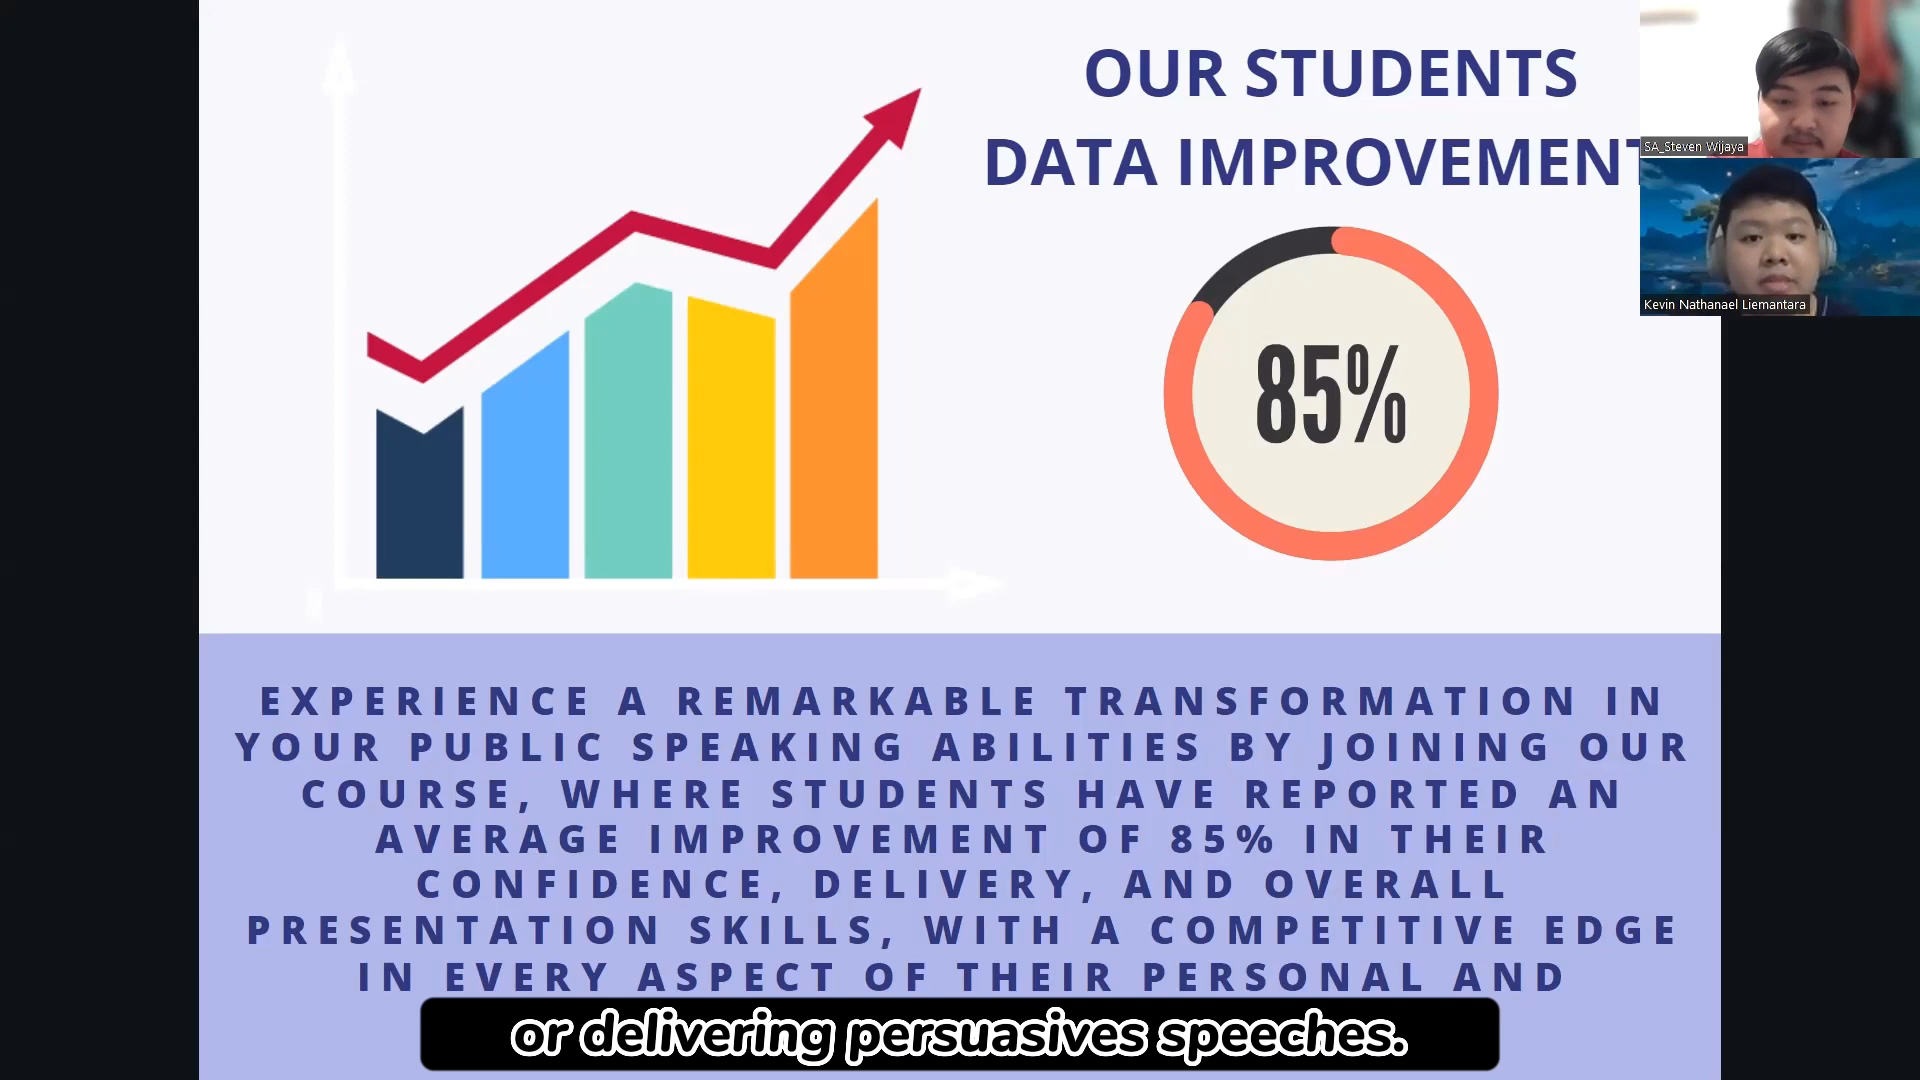 OUR STUDENTS
DATA IMPROVEMENT
SA_Steven Wijaya
Kevin Nathanael Liemantara
85%
EXPERIENCE A REMARKABLE TRANSFORMATION IN
YOUR PUBLIC SPEAKING ABILITIES BY JOINING OUR
COURSE, WHERE STUDENTS HAVE REPORTED AN
AVERAGE IMPROVEMENT OF 85% IN THEIR
CONFIDENCE, DELIVERY, AND OVERALL
PRESENTATION SKILLS, WITH A COMPETITIVE EDGE
IN EVERY ASPECT OF THEIR PERSONAL AND
or delivering persuasives speeches.